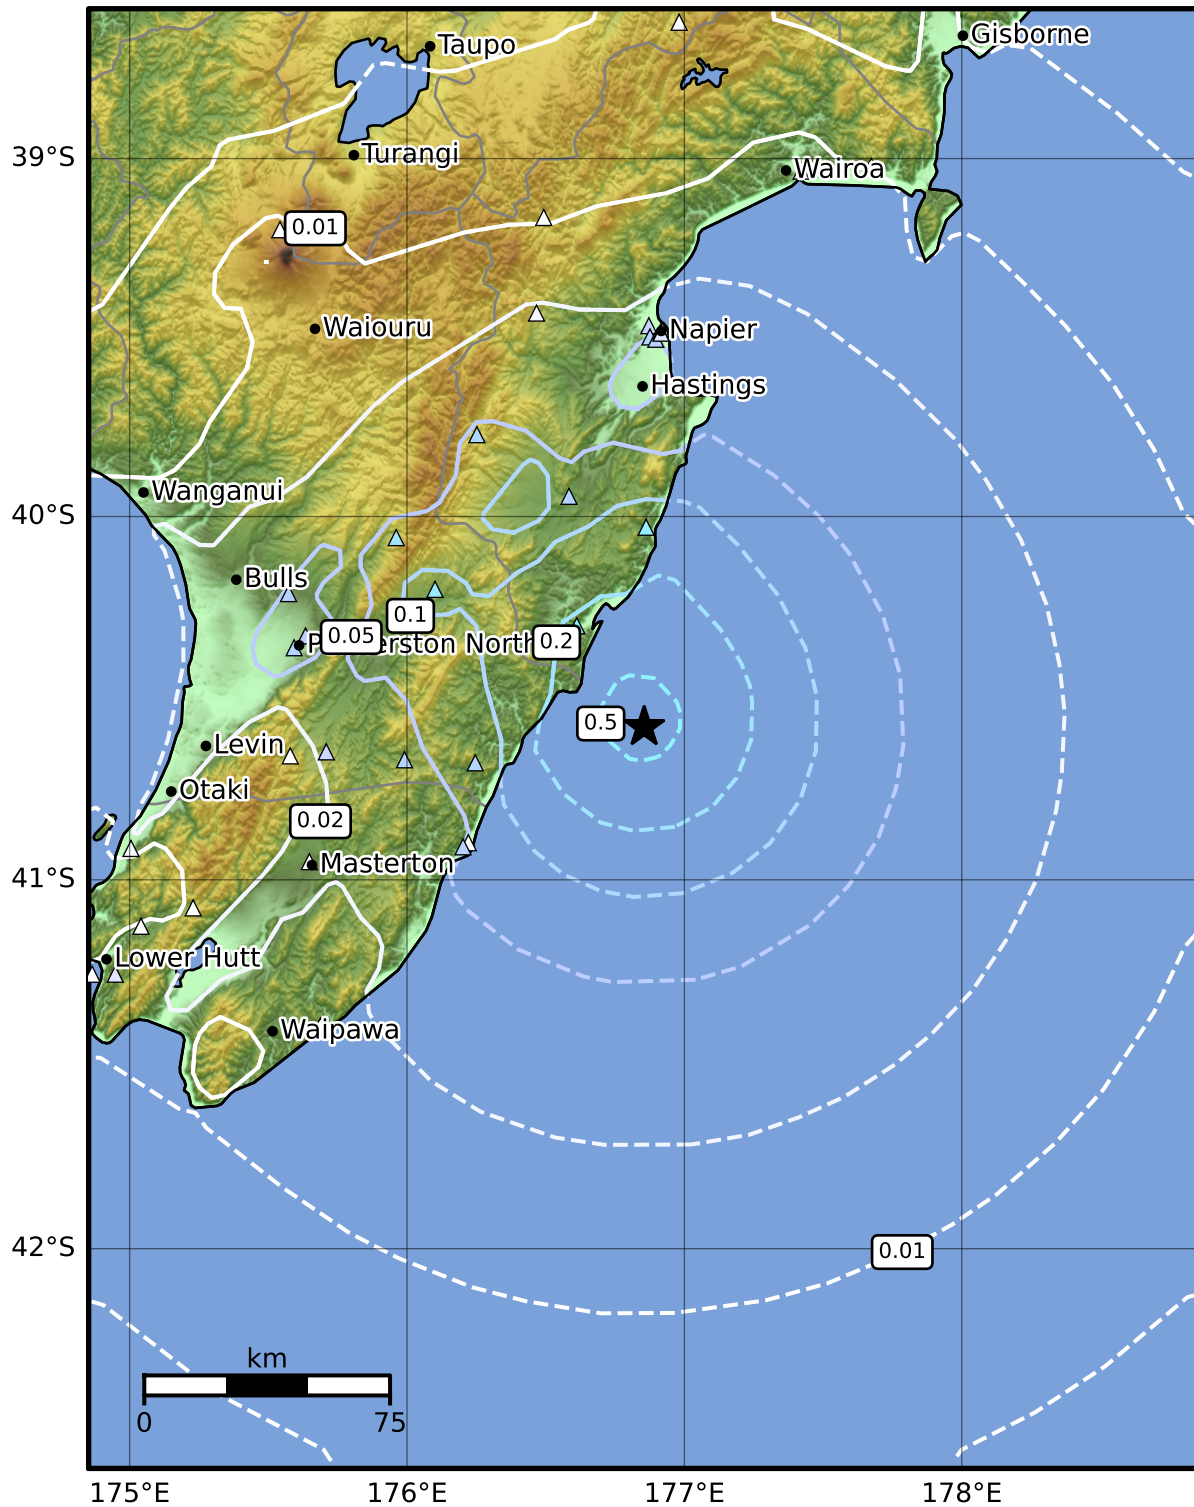 Taupo
Gisborne
39°S
Turangi
Wairoa
0.01
Waiouru
Napier
Hastings
Wanganui
40°S
Bulls
0.1
0.05
0.2
P erston North
0.5
Levin
Otaki
0.02
Masterton
41°S
Lower Hutt
Waipawa
42°S
0.01
km
0 75
175°E 176°E 177°E 178°E